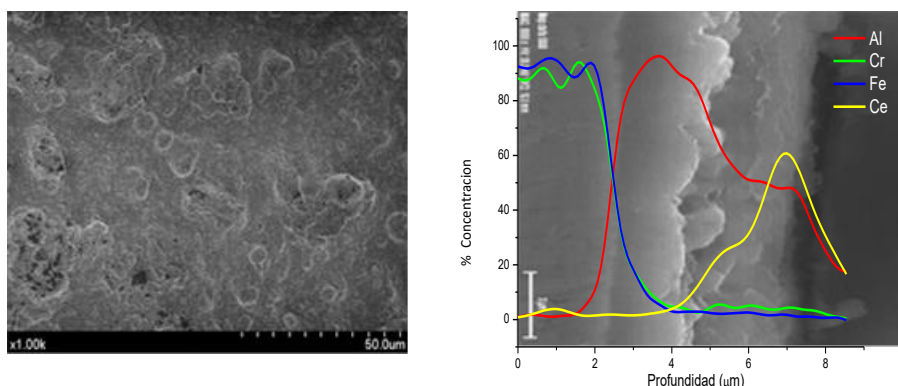 x1.00k 50.0um
Al
Cr
Fe
Ce
% Concentracion
100
80
60
40
20
0
0 2 4 6 8
Profundidad (μm)